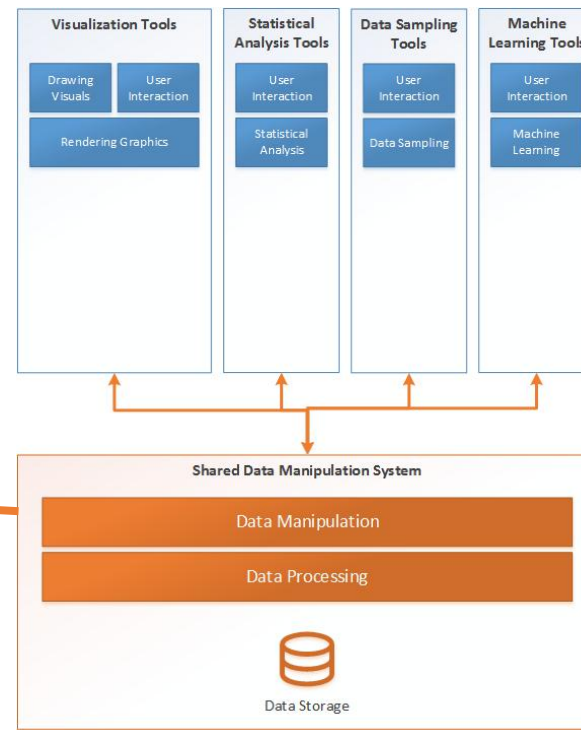 Visualization Tools
Drawing
Visuals
User
Interaction
Rendering Graphics
Statistical
Analysis Tools
User
Interaction
Statistical
Analysis
Data Sampling
Tools
User
Interaction
Data Sampling
Machine
Learning Tools
User
Interaction
Machine
Learning
Shared Data Manipulation System
Data Manipulation
Data Processing
Data Storage